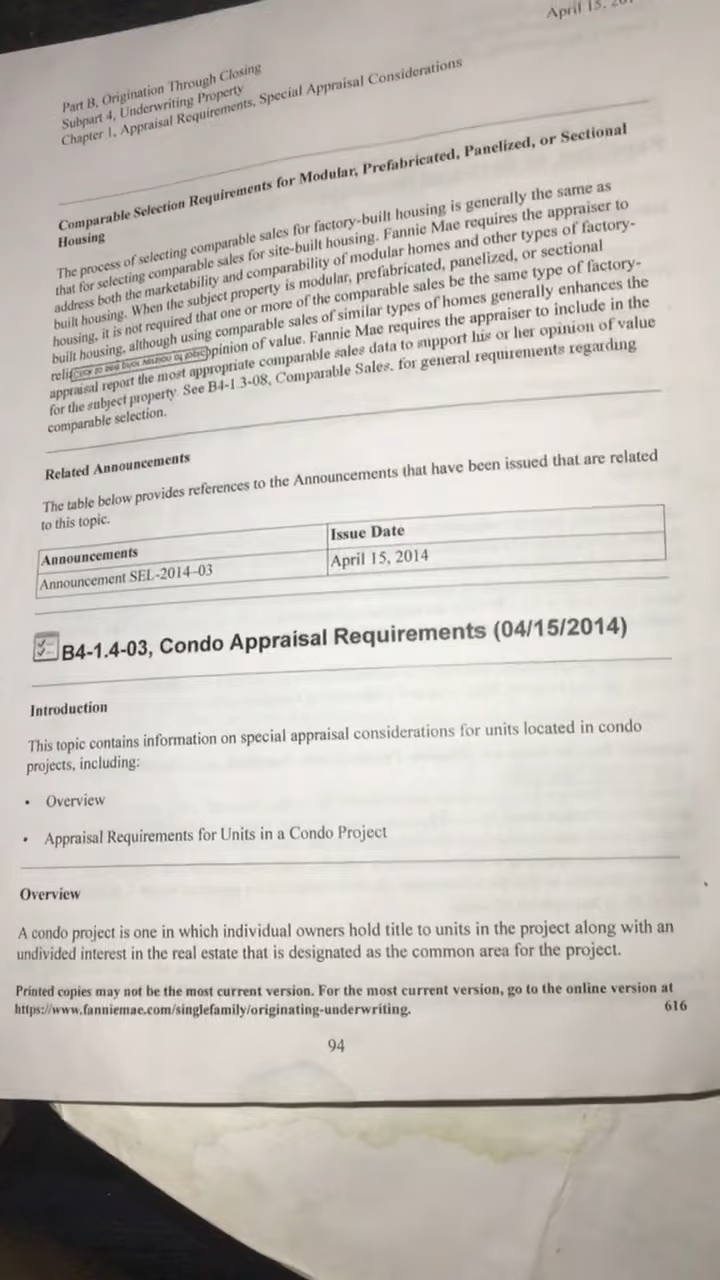 April 15,
Part B, Origination Through Closing
Subpart 4, Underwriting Property
Chapter 1, Appraisal Requirements, Special Appraisal Considerations
Comparable Selection Requirements for Modular, Prefabricated, Panelized, or Sectional
Housing
The process of selecting comparable sales for factory-built housing is generally the same as
that for selecting comparable sales for site-built housing. Fannie Mae requires the appraiser to
address both the marketability and comparability of modular homes and other types of factory-
built housing. When the subject property is modular, prefabricated, panelized, or sectional
housing, it is not required that one or more of the comparable sales be the same type of factory-
built housing, although using comparable sales of similar types of homes generally enhances the
opinion of value. Fannie Mae requires the appraiser to include in the
appraisal report the most appropriate comparable sales data to support his or her opinion of value
for the subject property. See B4-1.3-08, Comparable Sales, for general requirements regarding
comparable selection.
Related Announcements
The table below provides references to the Announcements that have been issued that are related
to this topic.
Announcements Issue Date
Announcement SEL-2014-03 April 15, 2014
B4-1.4-03, Condo Appraisal Requirements (04/15/2014)
Introduction
This topic contains information on special appraisal considerations for units located in condo
projects, including:
• Overview
• Appraisal Requirements for Units in a Condo Project
Overview
A condo project is one in which individual owners hold title to units in the project along with an
undivided interest in the real estate that is designated as the common area for the project.
Printed copies may not be the most current version. For the most current version, go to the online version at
https://www.fanniemae.com/singlefamily/originating-underwriting. 616
94